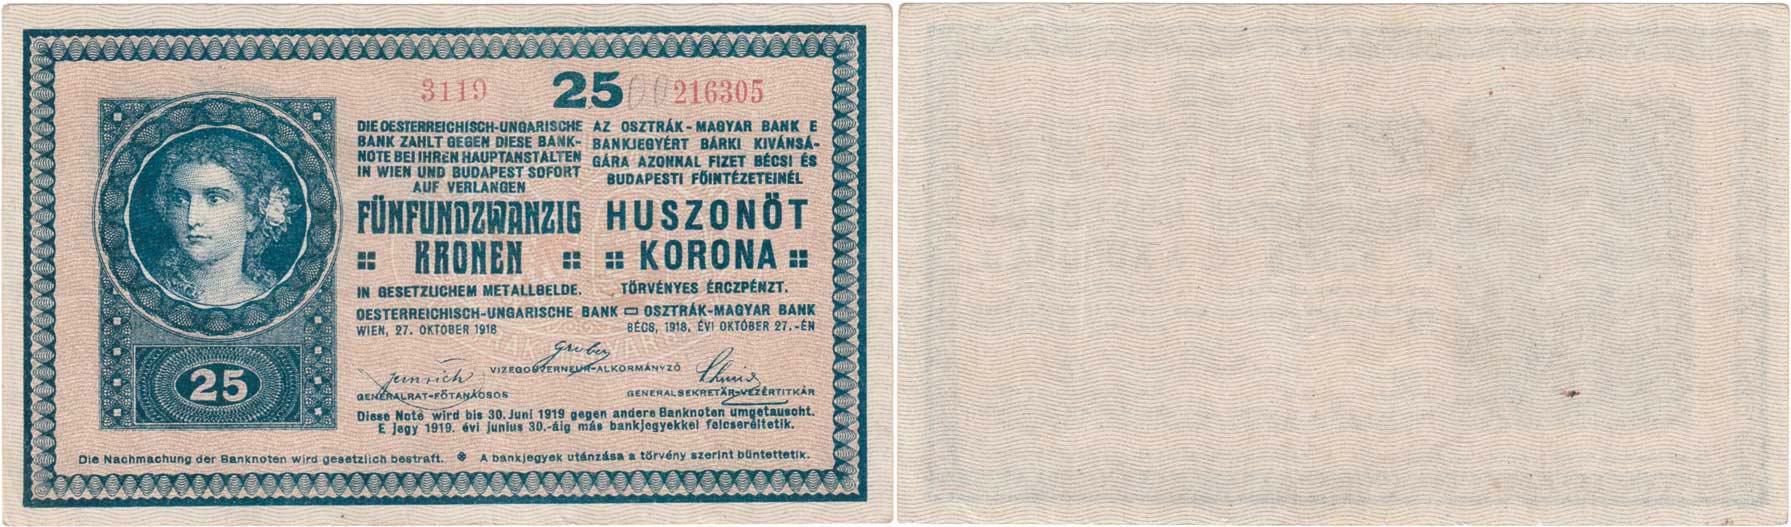 3119 25 00 216305
DIE OESTERREICHISCH-UNGARISCHE
BANK ZAHLT GEGEN DIESE BANK-
NOTE BEI IHREN HAUPTANSTALTEN
IN WIEN UND BUDAPEST SOFORT
AUF VERLANGEN
FÜNFUNDZWANZIG
KRONEN
IN GESETZLICHEM METALLGELDE.
AZ OSZTRÁK-MAGYAR BANK E
BANKJEGYÉRT BÁRKI KIVÁNSÁ-
GÁRA AZONNAL FIZET BÉCSI ÉS
BUDAPESTI FŐINTÉZETEINÉL
HUSZONÖT
KORONA
TÖRVÉNYES ÉRCZPÉNZT.
OESTERREICHISCH-UNGARISCHE BANK OSZTRÁK-MAGYAR BANK
WIEN, 27. OKTOBER 1918 BÉCS, 1918, ÉVI OKTÓBER 27.-ÉN
Gruber
VIZEGOUVERNEUR-ALKORMÁNYZÓ
Schmid
GENERALRAT-FŐTANÁCSOS GENERALSEKRETÄR-VEZÉRTITKÁR
25
Diese Note wird bis 30. Juni 1919 gegen andere Banknoten umgetauscht.
E jegy 1919. évi junius 30.-áig más bankjegyekkel felcseréltetik.
Die Nachmachung der Banknoten wird gesetzlich bestraft. A bankjegyek utánzása a törvény szerint büntettetik.